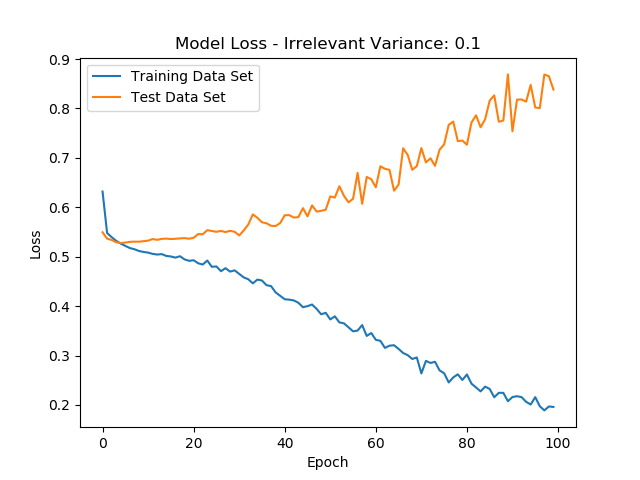 Model Loss - Irrelevant Variance: 0.1
Training Data Set
Test Data Set
Loss
0.9
0.8
0.7
0.6
0.5
0.4
0.3
0.2
0 20 40 60 80 100
Epoch